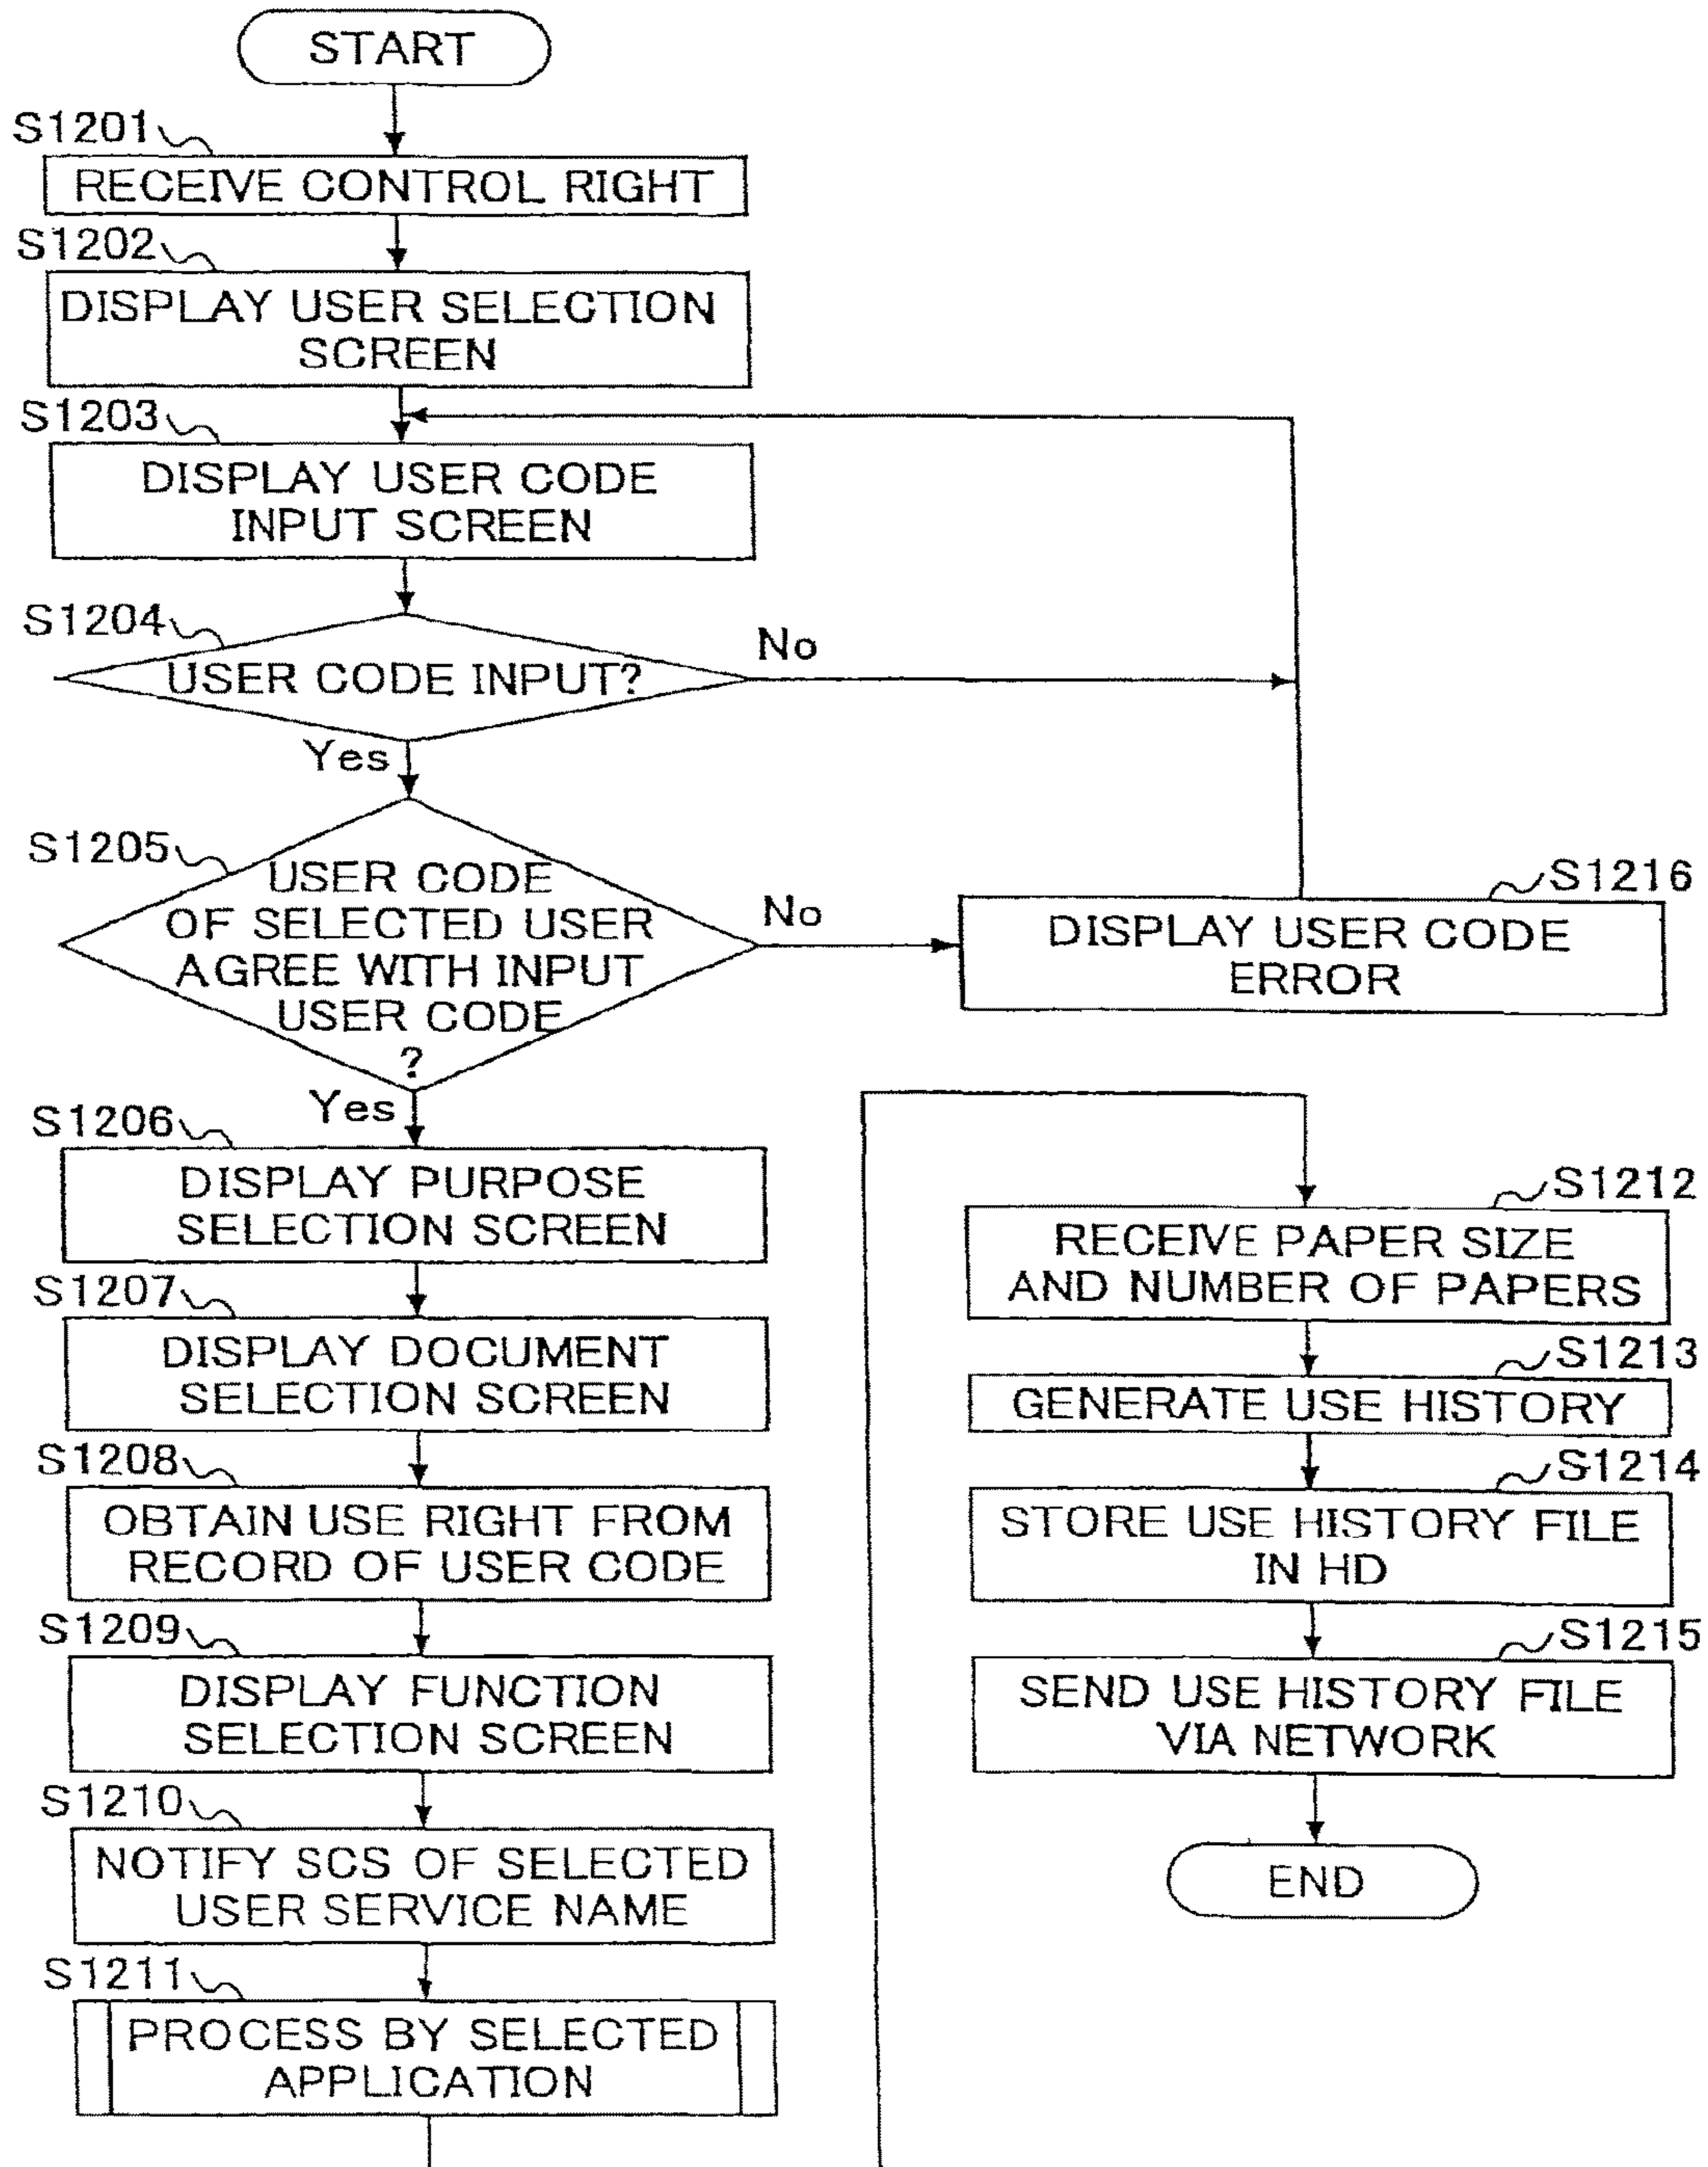 START
S1201
RECEIVE CONTROL RIGHT
S1202
DISPLAY USER SELECTION
SCREEN
S1203
DISPLAY USER CODE
INPUT SCREEN
S1204
USER CODE INPUT?
No
Yes
S1205
USER CODE
OF SELECTED USER
AGREE WITH INPUT
USER CODE
?
No
Yes
S1216
DISPLAY USER CODE
ERROR
S1206
DISPLAY PURPOSE
SELECTION SCREEN
S1207
DISPLAY DOCUMENT
SELECTION SCREEN
S1208
OBTAIN USE RIGHT FROM
RECORD OF USER CODE
S1209
DISPLAY FUNCTION
SELECTION SCREEN
S1210
NOTIFY SCS OF SELECTED
USER SERVICE NAME
S1211
PROCESS BY SELECTED
APPLICATION
S1212
RECEIVE PAPER SIZE
AND NUMBER OF PAPERS
S1213
GENERATE USE HISTORY
S1214
STORE USE HISTORY FILE
IN HD
S1215
SEND USE HISTORY FILE
VIA NETWORK
END